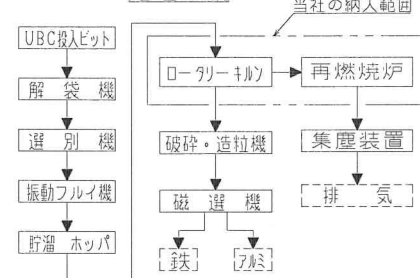 当社の納入範囲
UBC投入ピット
解袋機
選別機
振動フルイ機
貯溜 ホッパ
ロータリーキルン
再燃焼炉
破砕・造粒機
集塵装置
磁選機
排気
鉄
アルミ